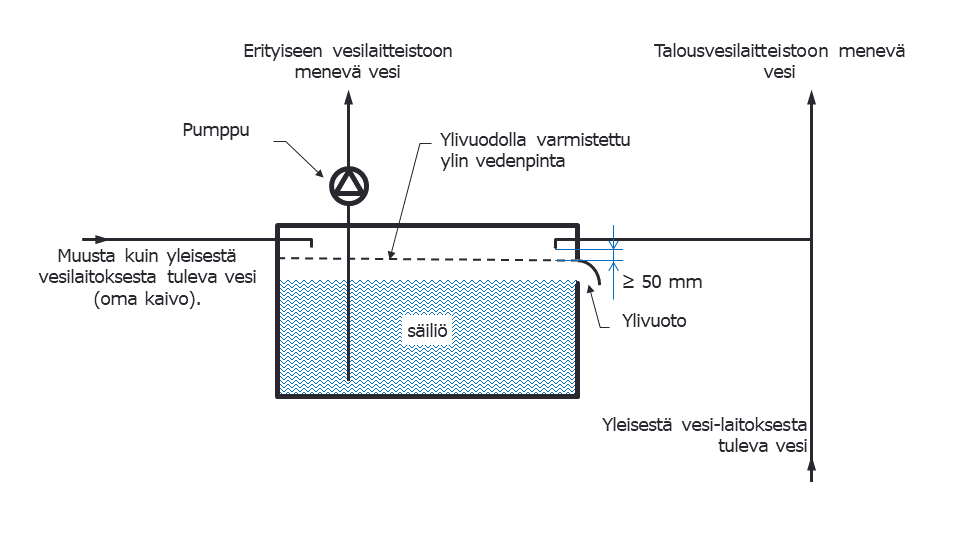 Erityiseen vesilaitteistoon
menevä vesi
Talousvesilaitteistoon menevä
vesi
Pumppu
Ylivuodolla varmistettu
ylin vedenpinta
Muusta kuin yleisestä
vesilaitoksesta tuleva vesi
(oma kaivo).
≥ 50 mm
Ylivuoto
säiliö
Yleisestä vesi-laitoksesta
tuleva vesi